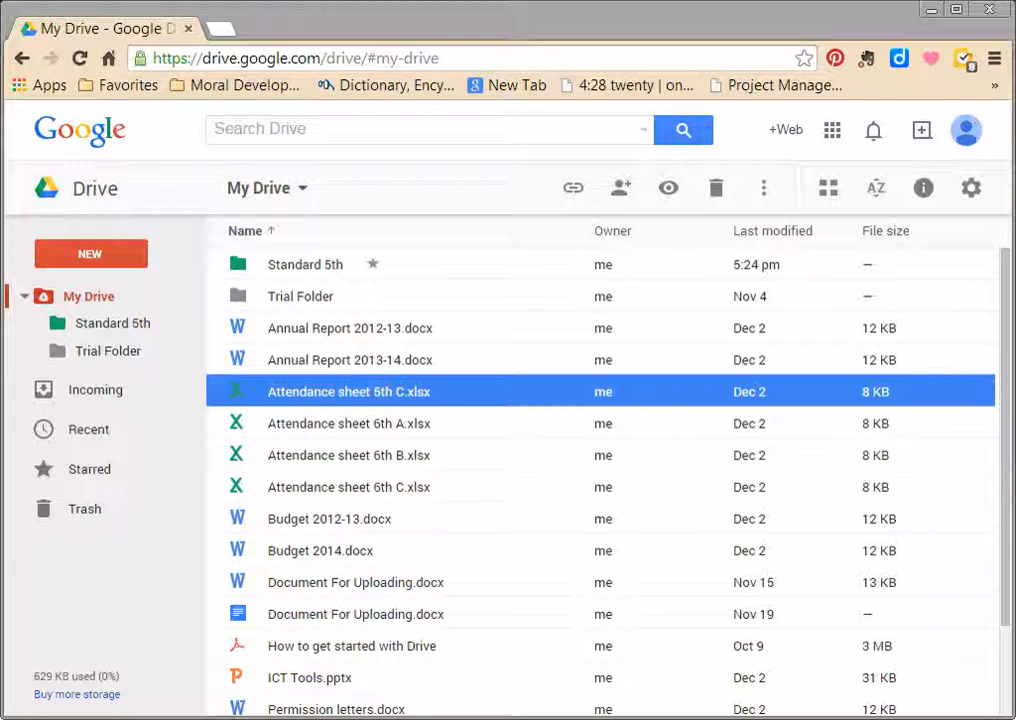 My Drive - Google D
https://drive.google.com/drive/#my-drive
8
Apps Favorites Moral Develop... Dictionary, Ency... New Tab 4:28 twenty | on... Project Manage... »
Google Search Drive +Web
Drive My Drive
NEW
My Drive
Standard 5th
Trial Folder
Incoming
Recent
Starred
Trash
629 KB used (0%)
Buy more storage
Name ↑ Owner Last modified File size
Standard 5th me 5:24 pm —
Trial Folder me Nov 4 —
Annual Report 2012-13.docx me Dec 2 12 KB
Annual Report 2013-14.docx me Dec 2 12 KB
Attendance sheet 5th C.xlsx me Dec 2 8 KB
Attendance sheet 6th A.xlsx me Dec 2 8 KB
Attendance sheet 6th B.xlsx me Dec 2 8 KB
Attendance sheet 6th C.xlsx me Dec 2 8 KB
Budget 2012-13.docx me Dec 2 12 KB
Budget 2014.docx me Dec 2 12 KB
Document For Uploading.docx me Nov 15 13 KB
Document For Uploading.docx me Nov 19 —
How to get started with Drive me Oct 9 3 MB
ICT Tools.pptx me Dec 2 31 KB
Permission letters.docx me Dec 2 12 KB